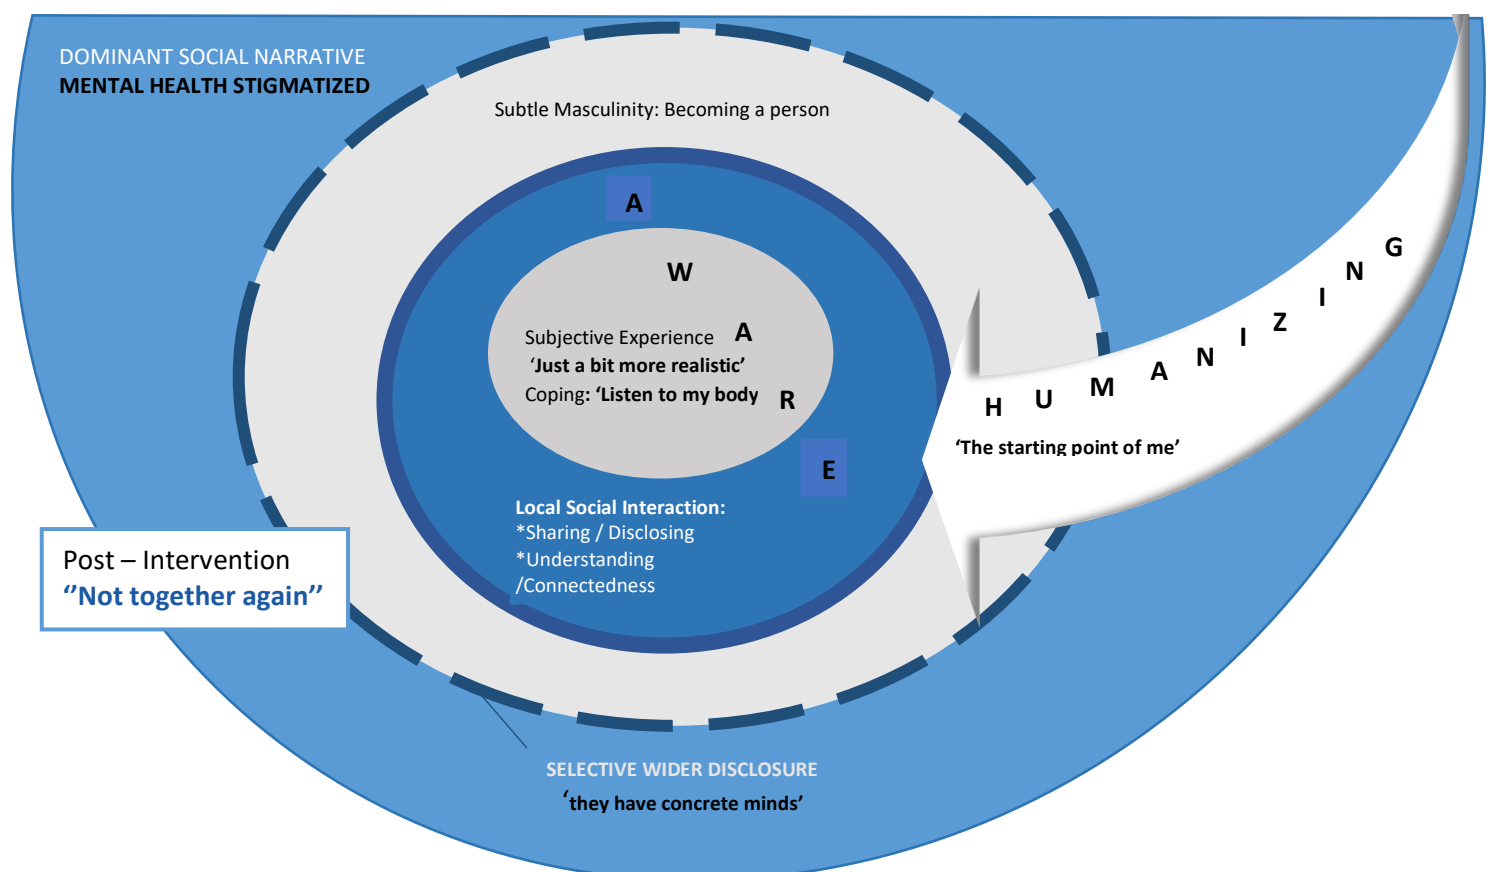 DOMINANT SOCIAL NARRATIVE
MENTAL HEALTH STIGMATIZED
Subtle Masculinity: Becoming a person
A
W
Subjective Experience A
‘Just a bit more realistic’
Coping: ‘Listen to my body R
E
HUMANIZING
‘The starting point of me’
Local Social Interaction:
*Sharing / Disclosing
*Understanding
/Connectedness
Post – Intervention
‘’Not together again’’
SELECTIVE WIDER DISCLOSURE
‘they have concrete minds’